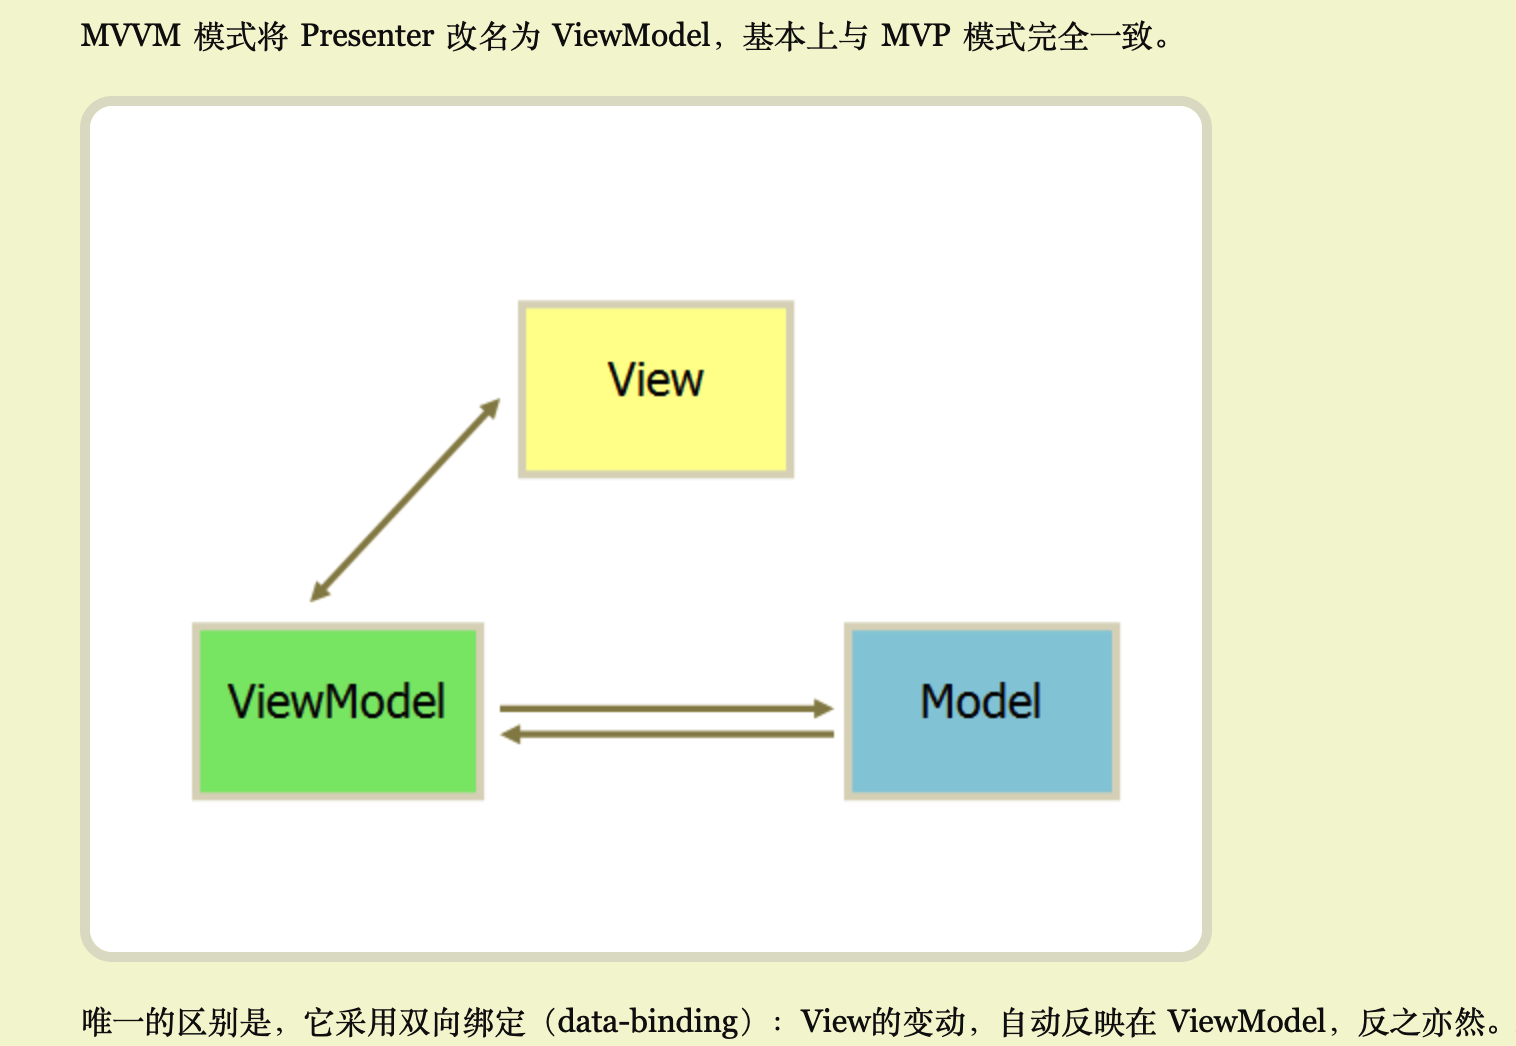 MVVM 模式将 Presenter 改名为 ViewModel，基本上与 MVP 模式完全一致。
View
ViewModel
Model
唯一的区别是，它采用双向绑定（data-binding）：View的变动，自动反映在 ViewModel，反之亦然。